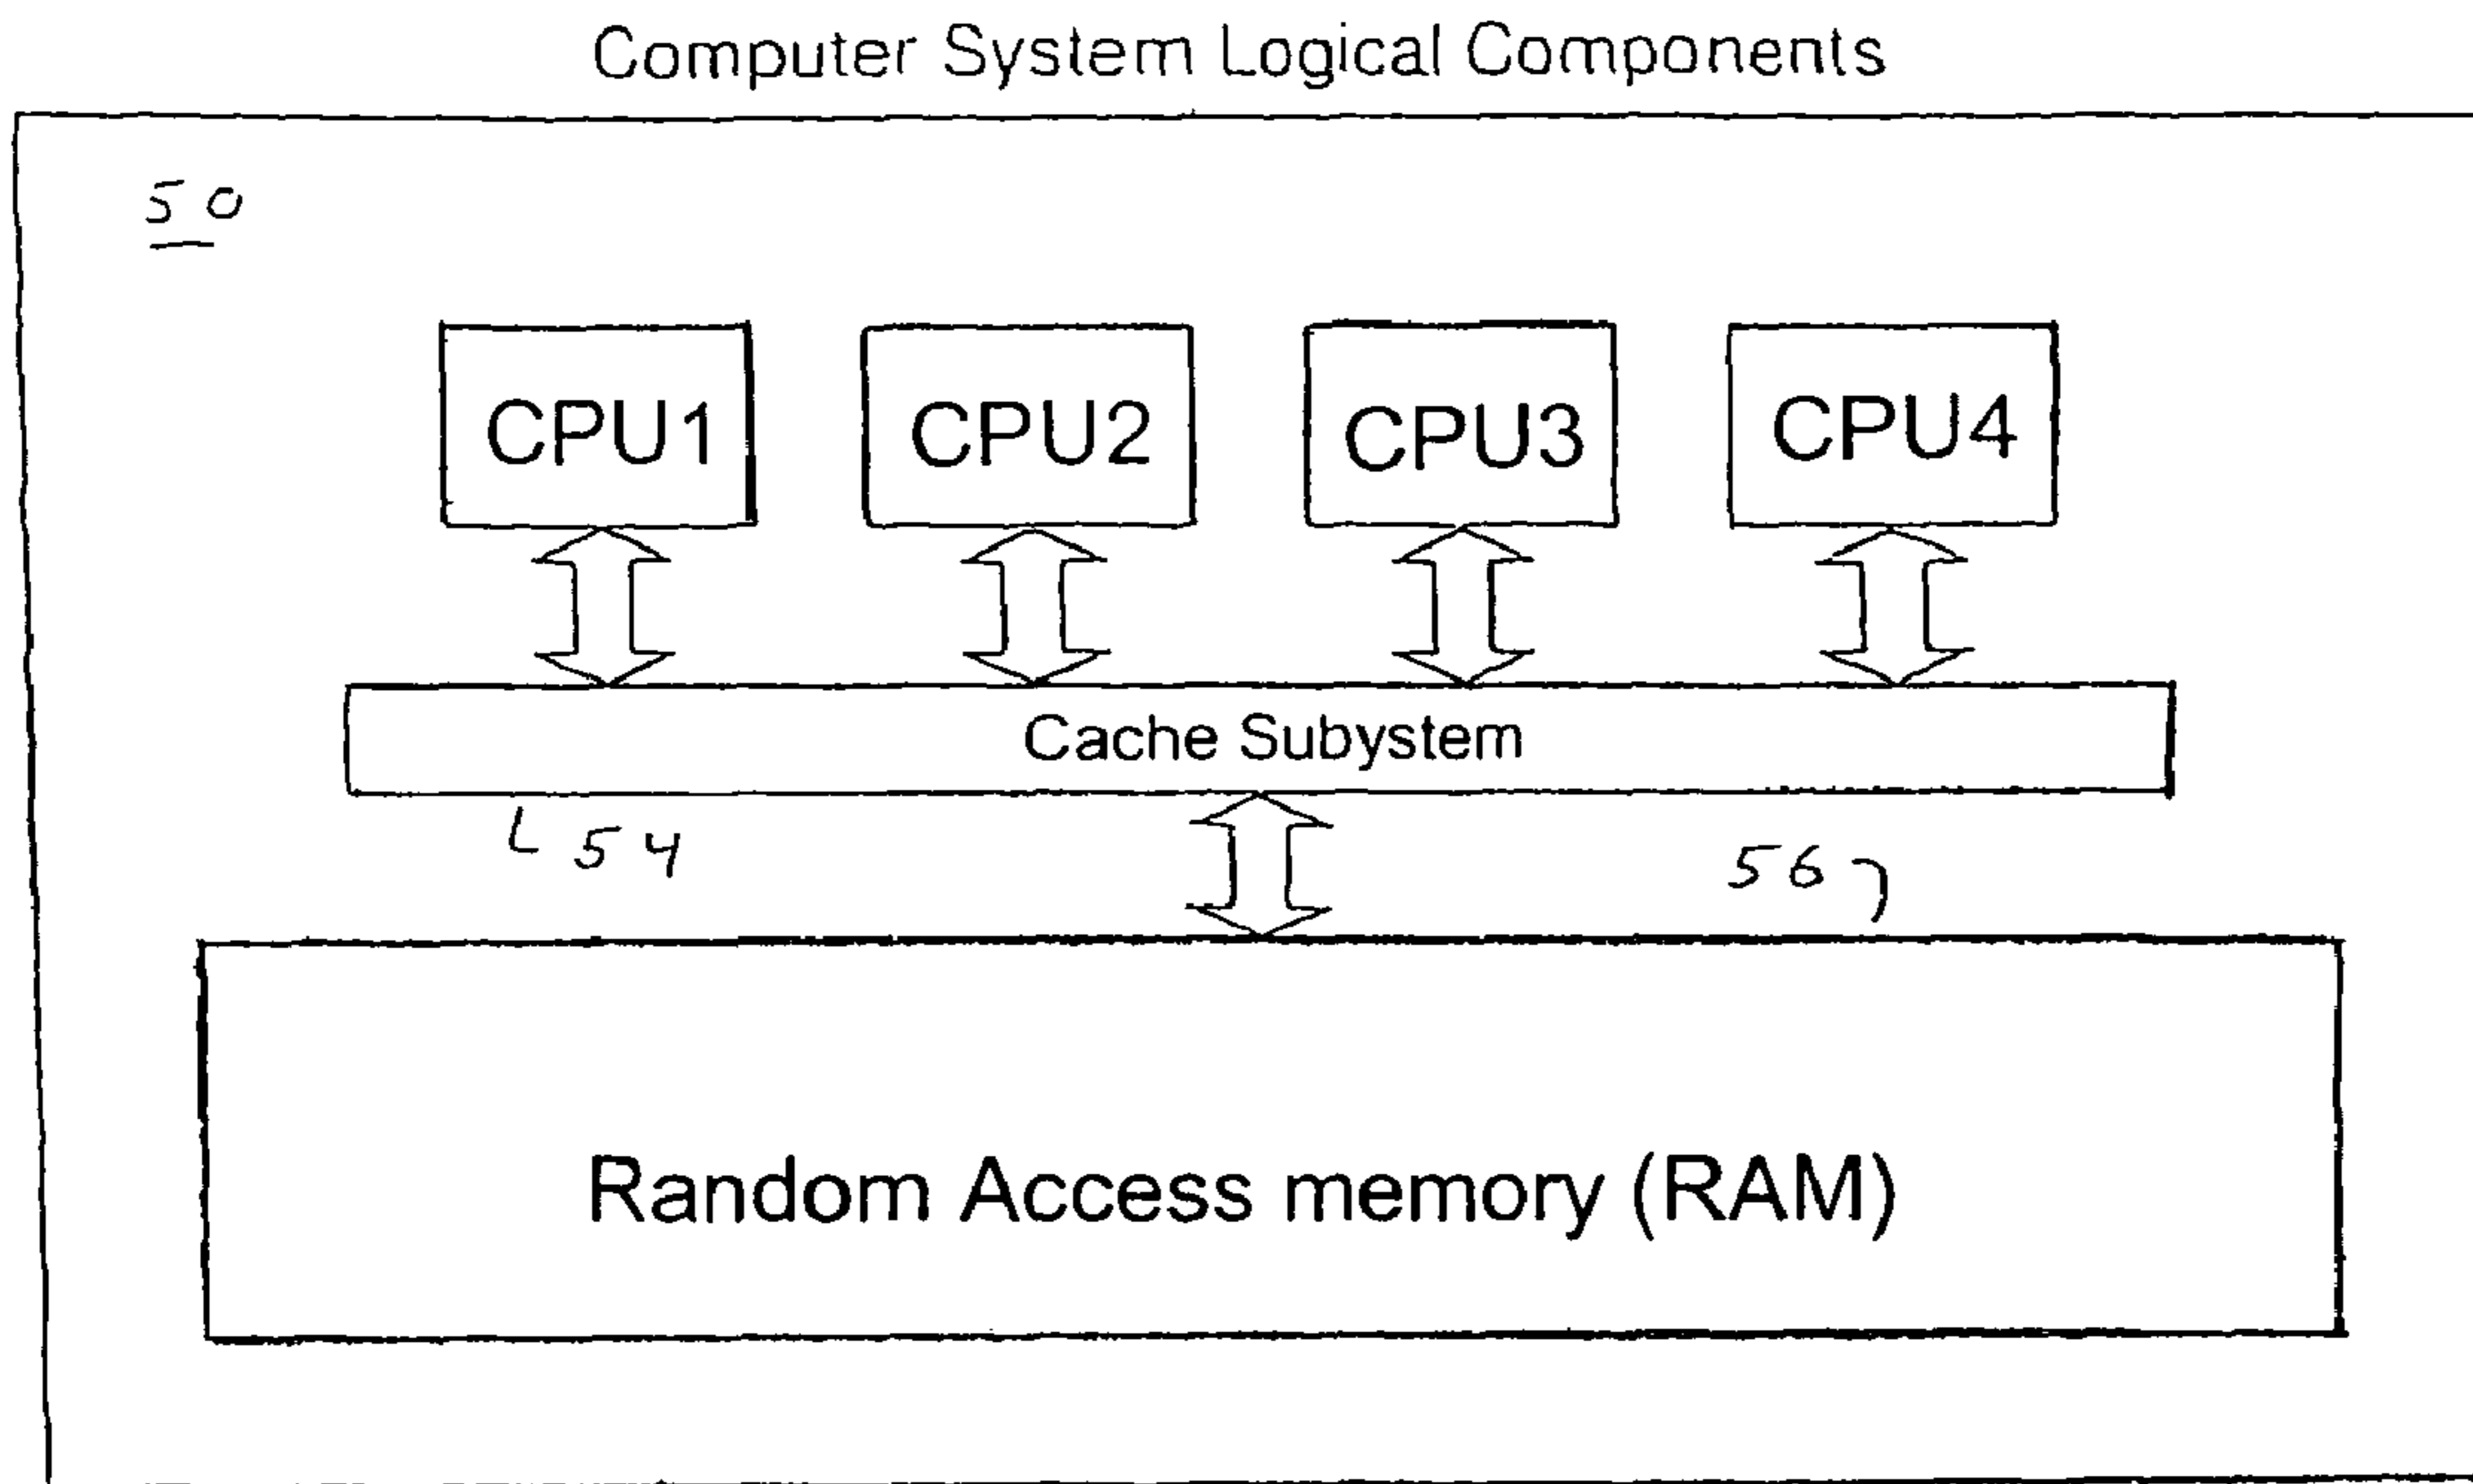 Computer System Logical Components
50
CPU1 CPU2 CPU3 CPU4
Cache Subystem
54
56
Random Access memory (RAM)